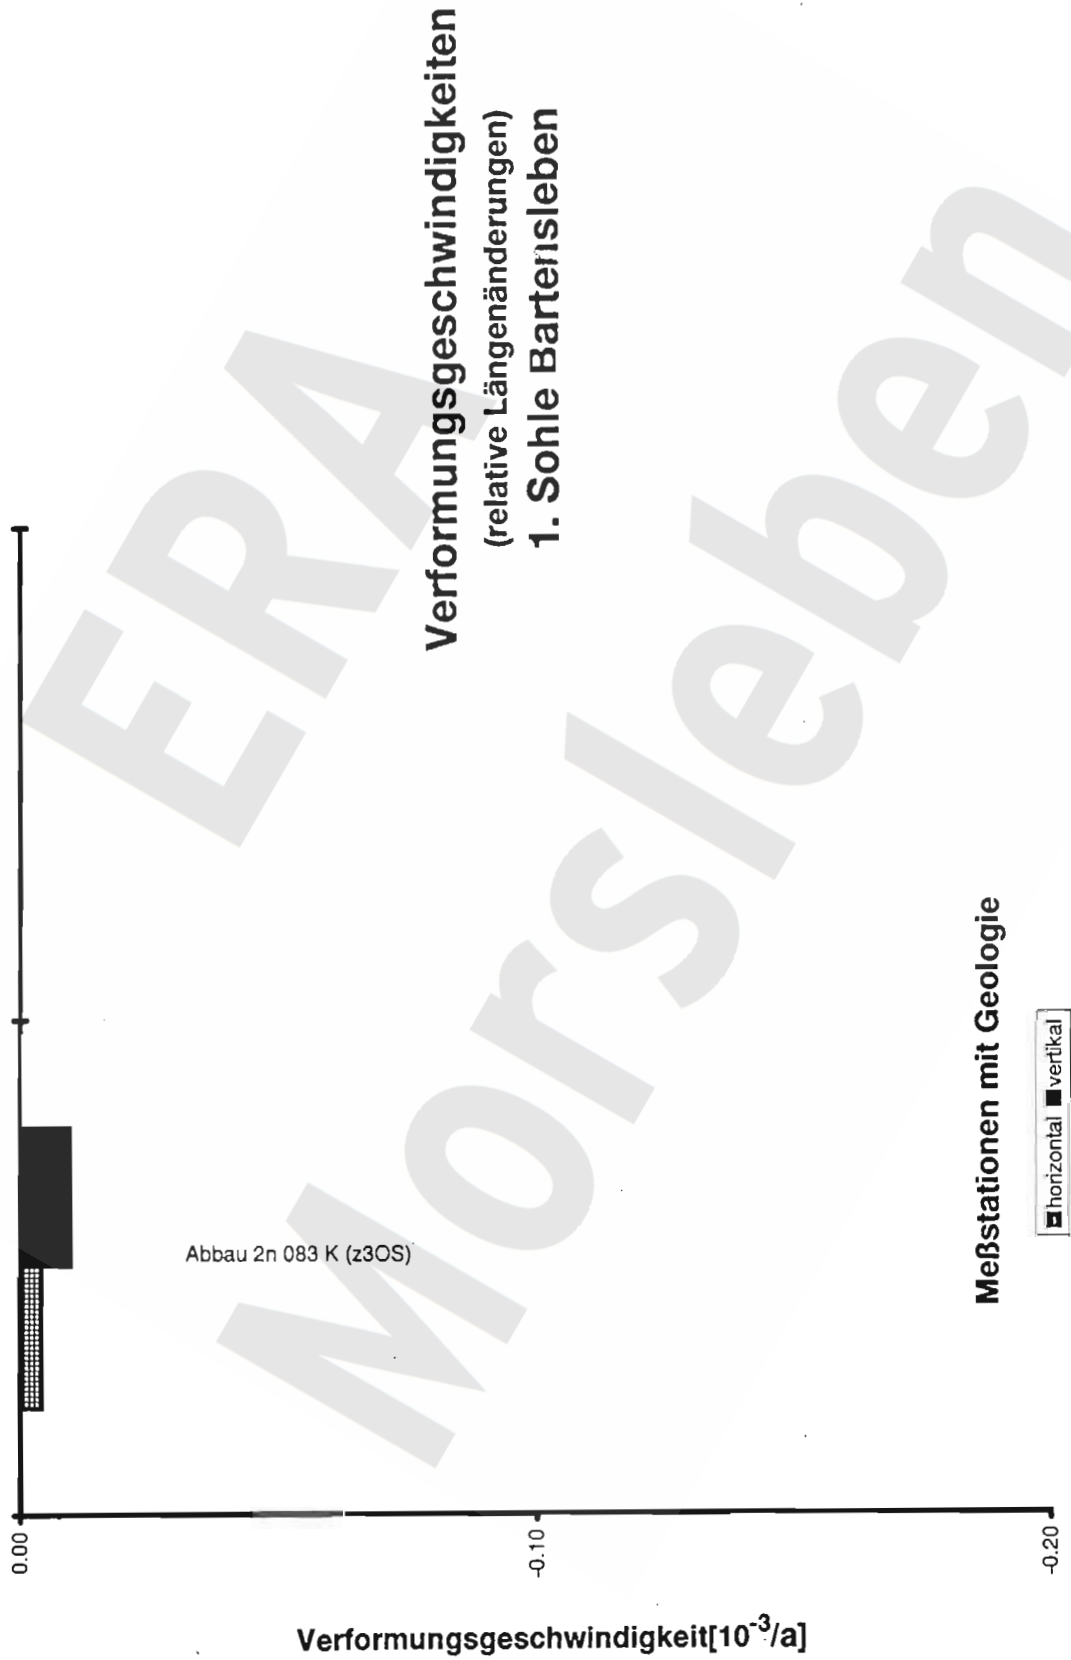 Verformungsgeschwindigkeiten
(relative Längenänderungen)
1. Sohle Bartensleben
Verformungsgeschwindigkeit[10⁻³/a]
0.00
-0.10
-0.20
Abbau 2n 083 K (z3OS)
Meßstationen mit Geologie
horizontal vertikal
ERA
Morsleben